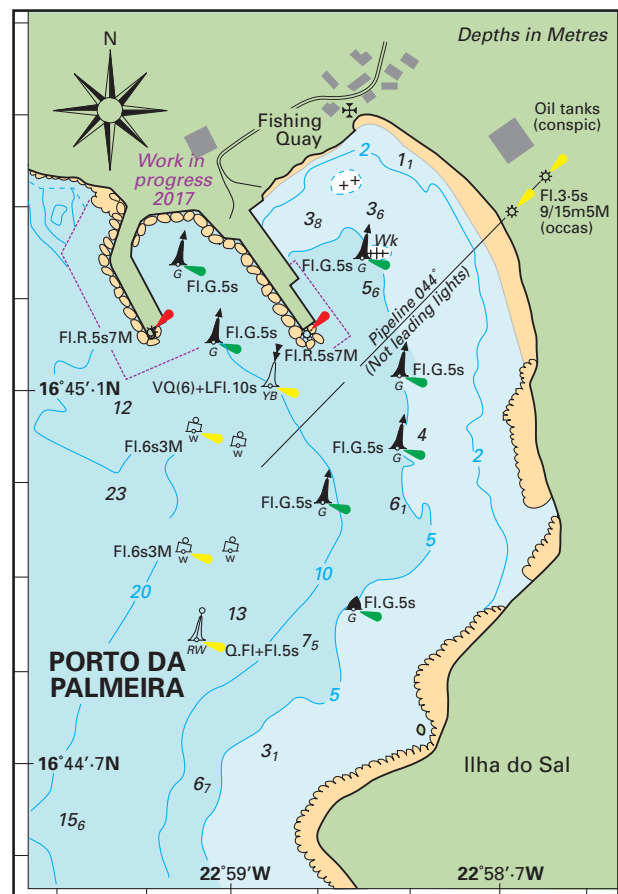 Depths in Metres
N
Oil tanks
(conspic)
Fishing
Quay
Work in
progress
2017
2
1₁
Fl.3·5s
9/15m5M
(occas)
3₈
3₆
Wk
Fl.G.5s
G
G
Fl.G.5s
5₆
Pipeline 044°
(Not leading lights)
Fl.R.5s7M
Fl.G.5s
G
Fl.R.5s7M
16°45'·1N
VQ(6)+LFl.10s
YB
Fl.G.5s
G
12
Fl.6s3M
W
W
Fl.G.5s
G
4
2
23
Fl.G.5s
G
6₁
5
Fl.6s3M
W
W
10
20
13
Fl.G.5s
G
RW
Q.Fl+Fl.5s
7₅
PORTO DA
PALMEIRA
5
3₁
16°44'·7N
Ilha do Sal
6₇
15₆
22°59'W
22°58'·7W